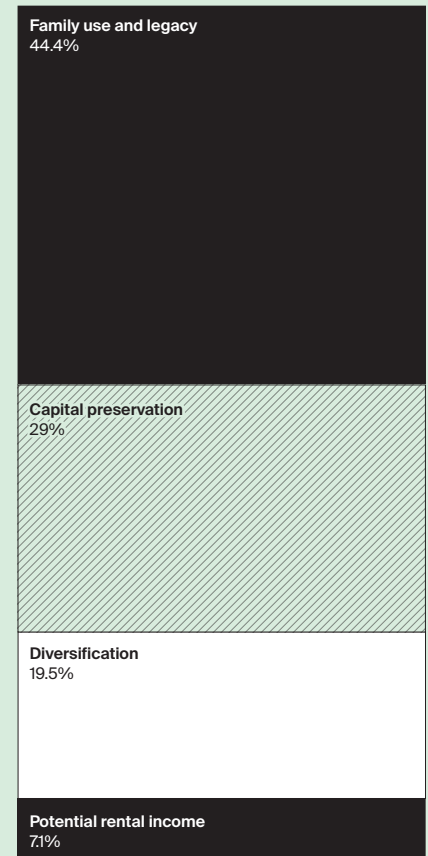 Family use and legacy
44.4%
Capital preservation
29%
Diversification
19.5%
Potential rental income
7.1%